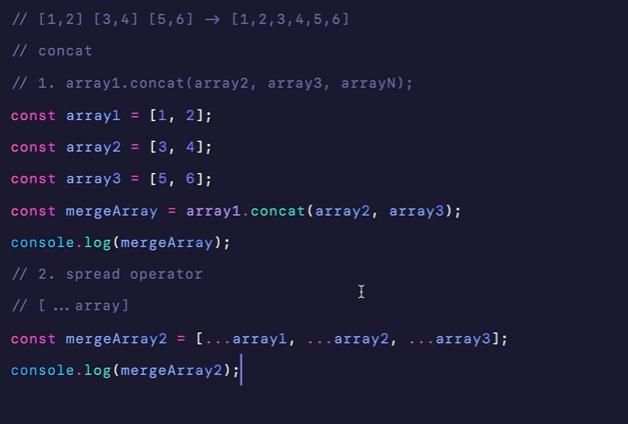 // [1,2] [3,4] [5,6] -> [1,2,3,4,5,6]
// concat
// 1. array1.concat(array2, array3, arrayN);
const array1 = [1, 2];
const array2 = [3, 4];
const array3 = [5, 6];
const mergeArray = array1.concat(array2, array3);
console.log(mergeArray);
// 2. spread operator
// [...array]
const mergeArray2 = [...array1, ...array2, ...array3];
console.log(mergeArray2);